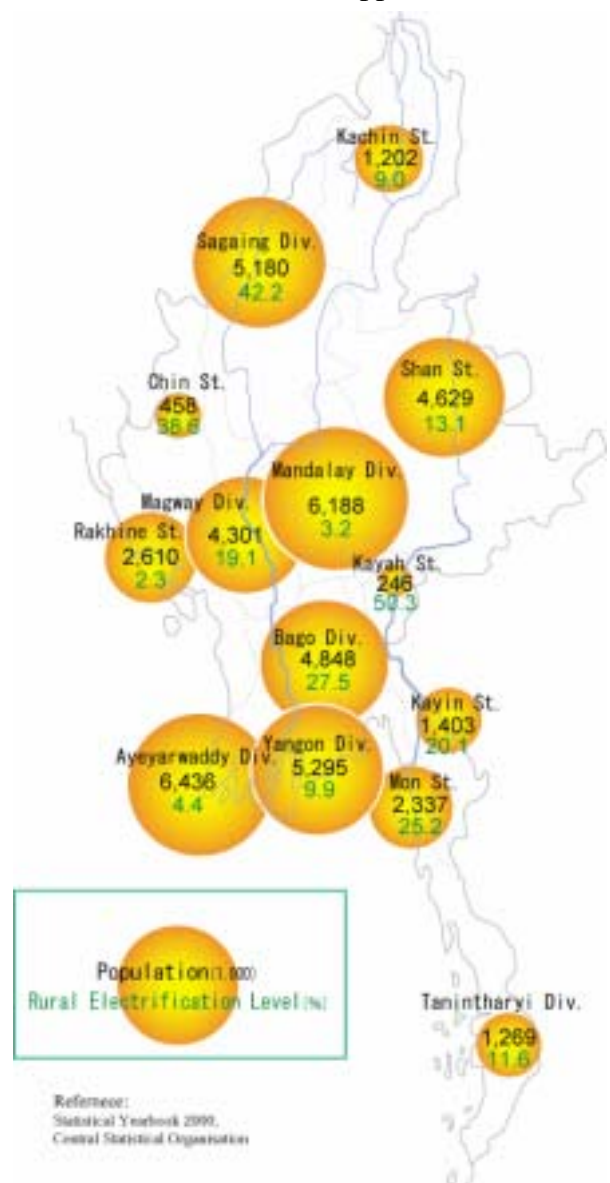 Kachin St.
1,202
9.0
Sagaing Div.
5,180
42.2
Shan St.
4,629
13.1
Chin St.
458
Mandalay Div.
6,188
3.2
Magway Div.
4,301
19.1
Rakhine St.
2,610
2.3
Kayah St.
246
Bago Div.
4,848
27.5
Kayin St.
1,403
20.1
Ayeyarwaddy Div.
6,436
4.4
Yangon Div.
5,295
9.9
Mon St.
2,337
25.2
Population(1,000)
Rural Electrification Level(%)
Tanintharyi Div.
1,269
11.6
Statistical Yearbook 2000,
Central Statistical Organisation